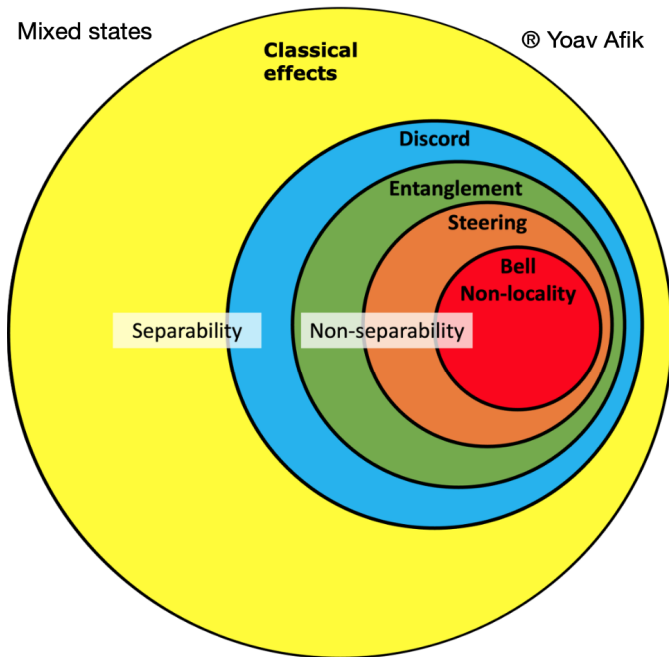 Mixed states
® Yoav Afik
Classical
effects
Discord
Entanglement
Steering
Bell
Non-locality
Separability
Non-separability